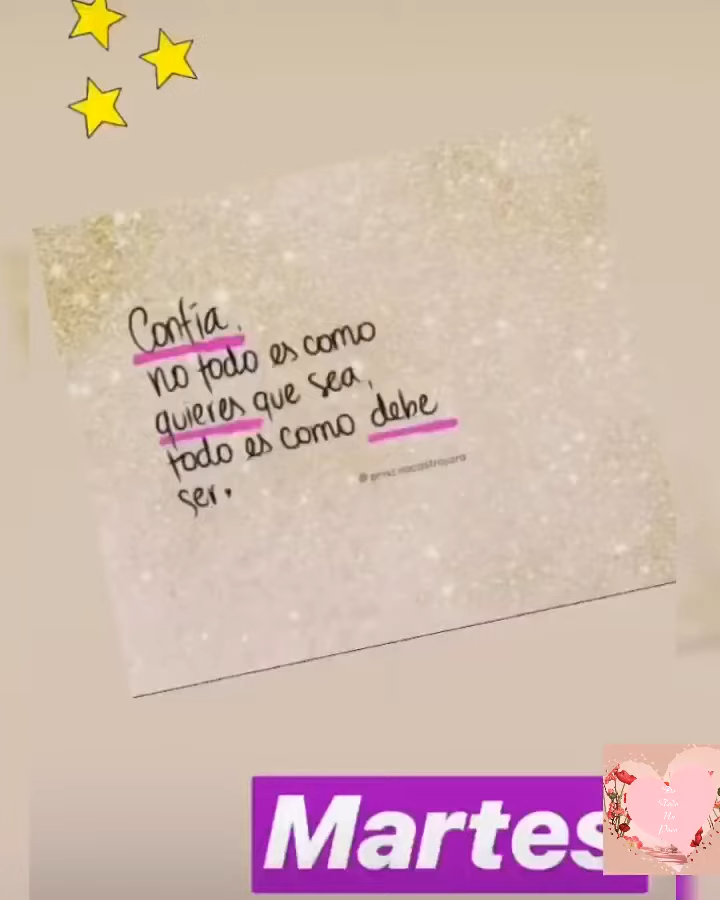 Confía,
no todo es como
quieres que sea,
todo es como debe
ser.
Martes